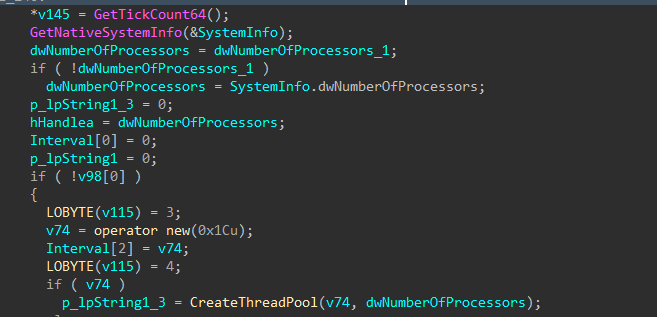 *v145 = GetTickCount64();
GetNativeSystemInfo(&SystemInfo);
dwNumberOfProcessors = dwNumberOfProcessors_1;
if ( !dwNumberOfProcessors_1 )
dwNumberOfProcessors = SystemInfo.dwNumberOfProcessors;
p_lpString1_3 = 0;
hHandlea = dwNumberOfProcessors;
Interval[0] = 0;
p_lpString1 = 0;
if ( !v98[0] )
{
LOBYTE(v115) = 3;
v74 = operator new(0x1Cu);
Interval[2] = v74;
LOBYTE(v115) = 4;
if ( v74 )
p_lpString1_3 = CreateThreadPool(v74, dwNumberOfProcessors);